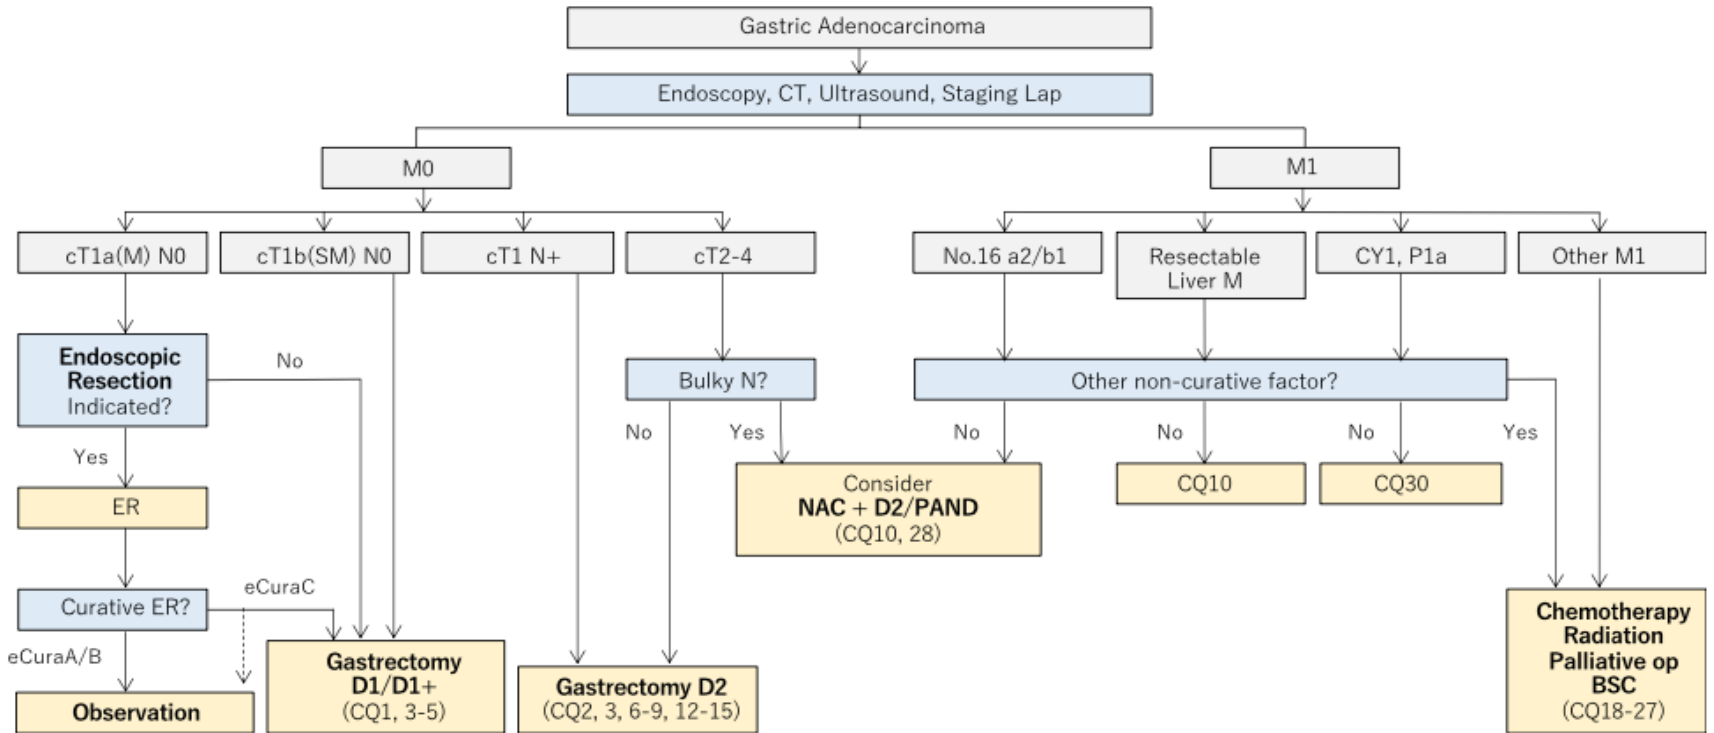 Gastric Adenocarcinoma
Endoscopy, CT, Ultrasound, Staging Lap
M0
M1
cT1a(M) N0
cT1b(SM) N0
cT1 N+
cT2-4
No.16 a2/b1
Resectable
Liver M
CY1, P1a
Other M1
Endoscopic
Resection
Indicated?
No
Bulky N?
Other non-curative factor?
Yes
No
Yes
No
No
No
Yes
ER
Consider
NAC + D2/PAND
(CQ10, 28)
CQ10
CQ30
Curative ER?
eCuraC
eCuraA/B
Observation
Gastrectomy
D1/D1+
(CQ1, 3-5)
Gastrectomy D2
(CQ2, 3, 6-9, 12-15)
Chemotherapy
Radiation
Palliative op
BSC
(CQ18-27)